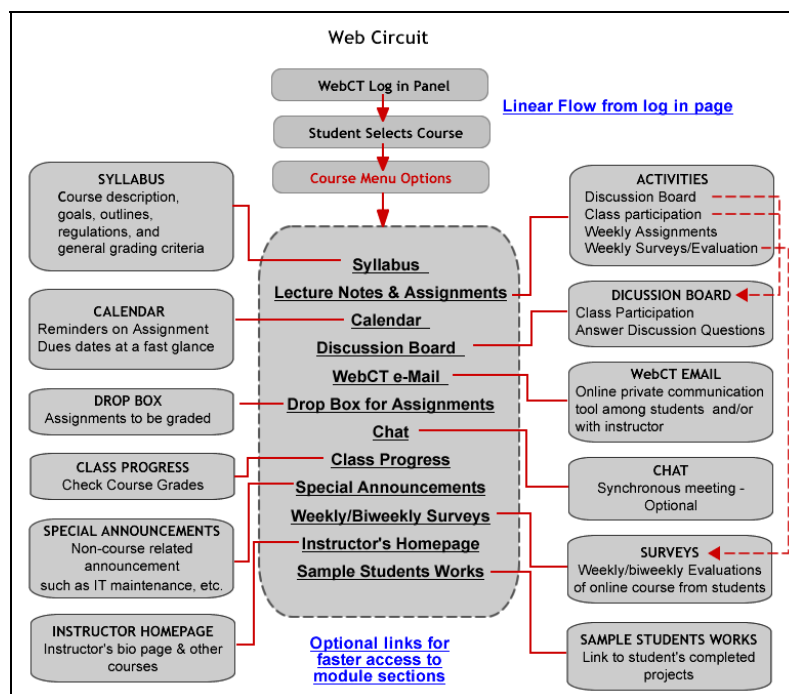 Web Circuit
WebCT Log in Panel
Linear Flow from log in page
Student Selects Course
Course Menu Options
SYLLABUS
Course description,
goals, outlines,
regulations, and
general grading criteria
CALENDAR
Reminders on Assignment
Dues dates at a fast glance
DROP BOX
Assignments to be graded
CLASS PROGRESS
Check Course Grades
SPECIAL ANNOUNCEMENTS
Non-course related
announcement
such as IT maintenance, etc.
INSTRUCTOR HOMEPAGE
Instructor's bio page & other
courses
Syllabus
Lecture Notes & Assignments
Calendar
Discussion Board
WebCT e-Mail
Drop Box for Assignments
Chat
Class Progress
Special Announcements
Weekly/Biweekly Surveys
Instructor's Homepage
Sample Students Works
Optional links for
faster access to
module sections
ACTIVITIES
Discussion Board
Class participation
Weekly Assignments
Weekly Surveys/Evaluation
DICUSSION BOARD
Class Participation
Answer Discussion Questions
WebCT EMAIL
Online private communication
tool among students and/or
with instructor
CHAT
Synchronous meeting -
Optional
SURVEYS
Weekly/biweekly Evaluations
of online course from students
SAMPLE STUDENTS WORKS
Link to student's completed
projects